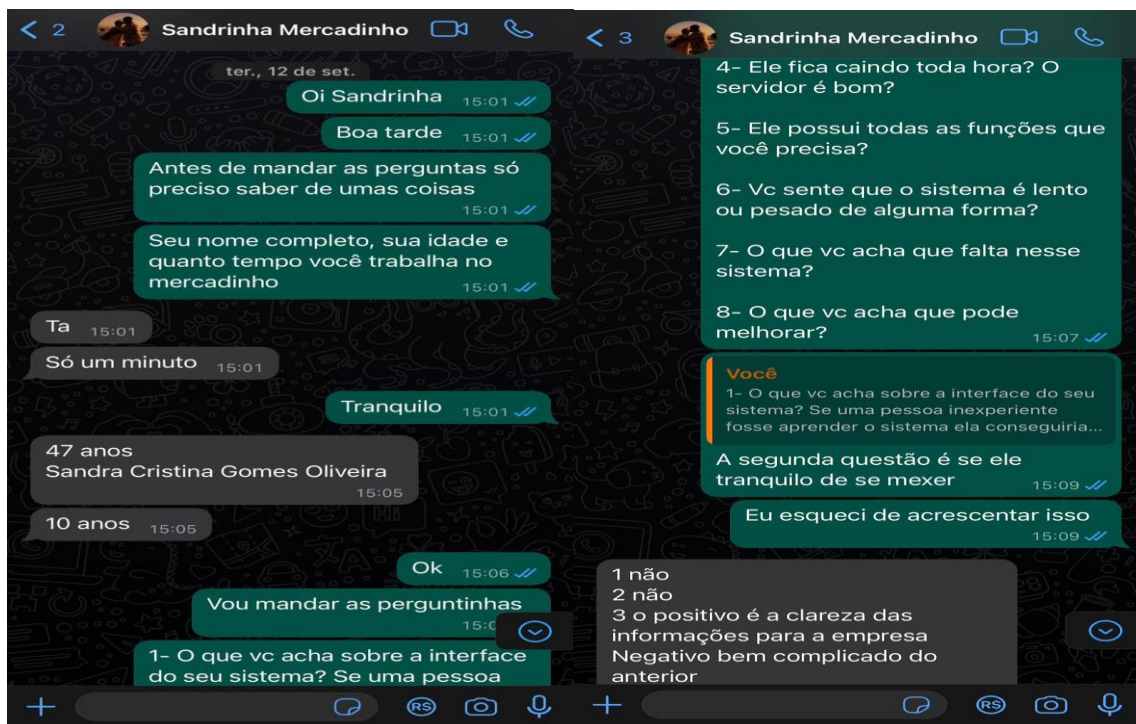 2
Sandrinha Mercadinho
ter., 12 de set.
Oi Sandrinha 15:01
Boa tarde 15:01
Antes de mandar as perguntas só
preciso saber de umas coisas
15:01
Seu nome completo, sua idade e
quanto tempo você trabalha no
mercadinho 15:01
Ta 15:01
Só um minuto 15:01
Tranquilo 15:01
47 anos
Sandra Cristina Gomes Oliveira
15:05
10 anos 15:05
Ok 15:06
Vou mandar as perguntinhas
1- O que vc acha sobre a interface
do seu sistema? Se uma pessoa
RS
3
Sandrinha Mercadinho
4- Ele fica caindo toda hora? O
servidor é bom?
5- Ele possui todas as funções que
você precisa?
6- Vc sente que o sistema é lento
ou pesado de alguma forma?
7- O que vc acha que falta nesse
sistema?
8- O que vc acha que pode
melhorar? 15:07
Você
1- O que vc acha sobre a interface do seu
sistema? Se uma pessoa inexperiente
fosse aprender o sistema ela conseguiria...
A segunda questão é se ele
tranquilo de se mexer 15:09
Eu esqueci de acrescentar isso
15:09
1 não
2 não
3 o positivo é a clareza das
informações para a empresa
Negativo bem complicado do
anterior
RS